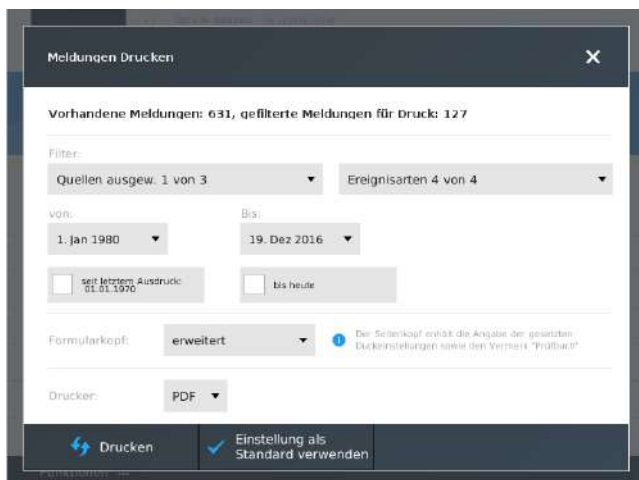 Meldungen Drucken
Vorhandene Meldungen: 631, gefilterte Meldungen für Druck: 127
Filter:
Quellen ausgew. 1 von 3
Ereignisarten 4 von 4
von:
Bis:
1. Jan 1980
19. Dez 2016
seit letztem Ausdruck:
01.01.1970
bis heute
Formularkopf:
erweitert
Der Seitenkopf enthält die Angabe der gesetzten
Duckeinstellungen sowie den Vermerk "Prüfbuch"
Drucker:
PDF
Drucken
Einstellung als
Standard verwenden
Funktionen